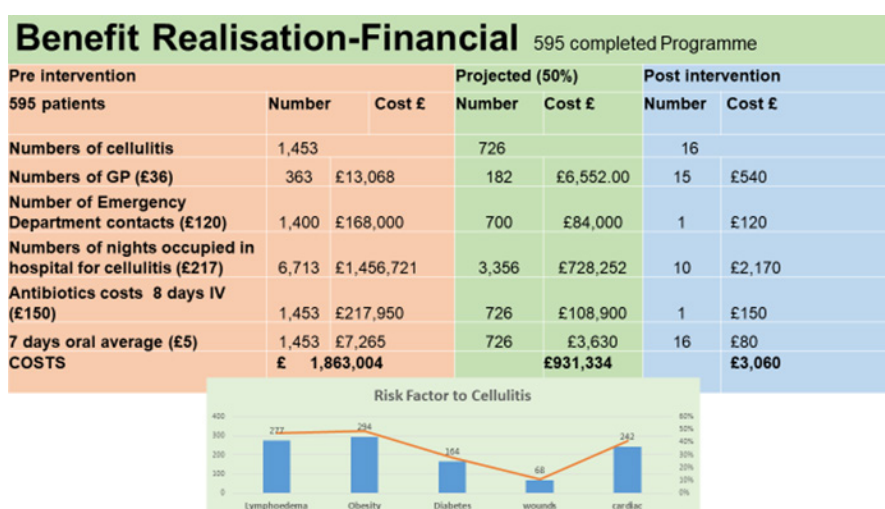 Benefit Realisation-Financial 595 completed Programme
Pre intervention Projected (50%) Post intervention
595 patients Number Cost £ Number Cost £ Number Cost £
Numbers of cellulitis 1,453 726 16
Numbers of GP (£36) 363 £13,068 182 £6,552.00 15 £540
Number of Emergency
Department contacts (£120) 1,400 £168,000 700 £84,000 1 £120
Numbers of nights occupied in
hospital for cellulitis (£217) 6,713 £1,456,721 3,356 £728,252 10 £2,170
Antibiotics costs 8 days IV
(£150) 1,453 £217,950 726 £108,900 1 £150
7 days oral average (£5) 1,453 £7,265 726 £3,630 16 £80
COSTS £ 1,863,004 £931,334 £3,060
Risk Factor to Cellulitis
400 60%
50%
300 277 294 242 40%
200 164 30%
20%
100 68 10%
0 0%
Lymphoedema Obesity Diabetes wounds cardiac